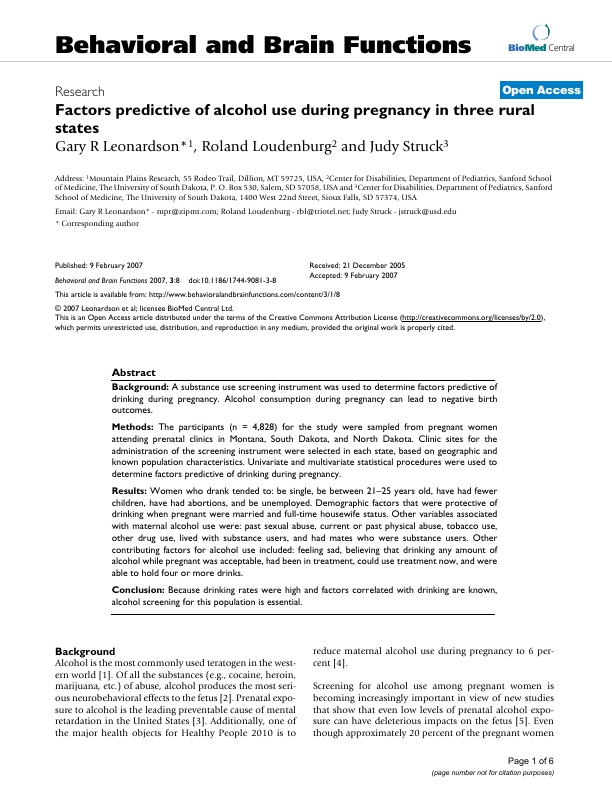 Behavioral and Brain Functions
BioMed Central
Open Access
Research
Factors predictive of alcohol use during pregnancy in three rural
states
Gary R Leonardson*1, Roland Loudenburg2 and Judy Struck3
Address: 1Mountain Plains Research, 55 Rodeo Trail, Dillion, MT 59725, USA, 2Center for Disabilities, Department of Pediatrics, Sanford School
of Medicine, The University of South Dakota, P. O. Box 530, Salem, SD 57058, USA and 3Center for Disabilities, Department of Pediatrics, Sanford
School of Medicine, The University of South Dakota, 1400 West 22nd Street, Sioux Falls, SD 57374, USA
Email: Gary R Leonardson* - mpr@zipmt.com; Roland Loudenburg - rbl@triotel.net; Judy Struck - jstruck@usd.edu
* Corresponding author
Published: 9 February 2007
Behavioral and Brain Functions 2007, 3:8 doi:10.1186/1744-9081-3-8
Received: 21 December 2005
Accepted: 9 February 2007
This article is available from: http://www.behavioralandbrainfunctions.com/content/3/1/8
© 2007 Leonardson et al; licensee BioMed Central Ltd.
This is an Open Access article distributed under the terms of the Creative Commons Attribution License (http://creativecommons.org/licenses/by/2.0),
which permits unrestricted use, distribution, and reproduction in any medium, provided the original work is properly cited.
Abstract
Background: A substance use screening instrument was used to determine factors predictive of
drinking during pregnancy. Alcohol consumption during pregnancy can lead to negative birth
outcomes.
Methods: The participants (n = 4,828) for the study were sampled from pregnant women
attending prenatal clinics in Montana, South Dakota, and North Dakota. Clinic sites for the
administration of the screening instrument were selected in each state, based on geographic and
known population characteristics. Univariate and multivariate statistical procedures were used to
determine factors predictive of drinking during pregnancy.
Results: Women who drank tended to: be single, be between 21–25 years old, have had fewer
children, have had abortions, and be unemployed. Demographic factors that were protective of
drinking when pregnant were married and full-time housewife status. Other variables associated
with maternal alcohol use were: past sexual abuse, current or past physical abuse, tobacco use,
other drug use, lived with substance users, and had mates who were substance users. Other
contributing factors for alcohol use included: feeling sad, believing that drinking any amount of
alcohol while pregnant was acceptable, had been in treatment, could use treatment now, and were
able to hold four or more drinks.
Conclusion: Because drinking rates were high and factors correlated with drinking are known,
alcohol screening for this population is essential.
Background
Alcohol is the most commonly used teratogen in the west-
ern world [1]. Of all the substances (e.g., cocaine, heroin,
marijuana, etc.) of abuse, alcohol produces the most seri-
ous neurobehavioral effects to the fetus [2]. Prenatal expo-
sure to alcohol is the leading preventable cause of mental
retardation in the United States [3]. Additionally, one of
the major health objects for Healthy People 2010 is to
reduce maternal alcohol use during pregnancy to 6 per-
cent [4].
Screening for alcohol use among pregnant women is
becoming increasingly important in view of new studies
that show that even low levels of prenatal alcohol expo-
sure can have deleterious impacts on the fetus [5]. Even
though approximately 20 percent of the pregnant women
Page 1 of 6
(page number not for citation purposes)